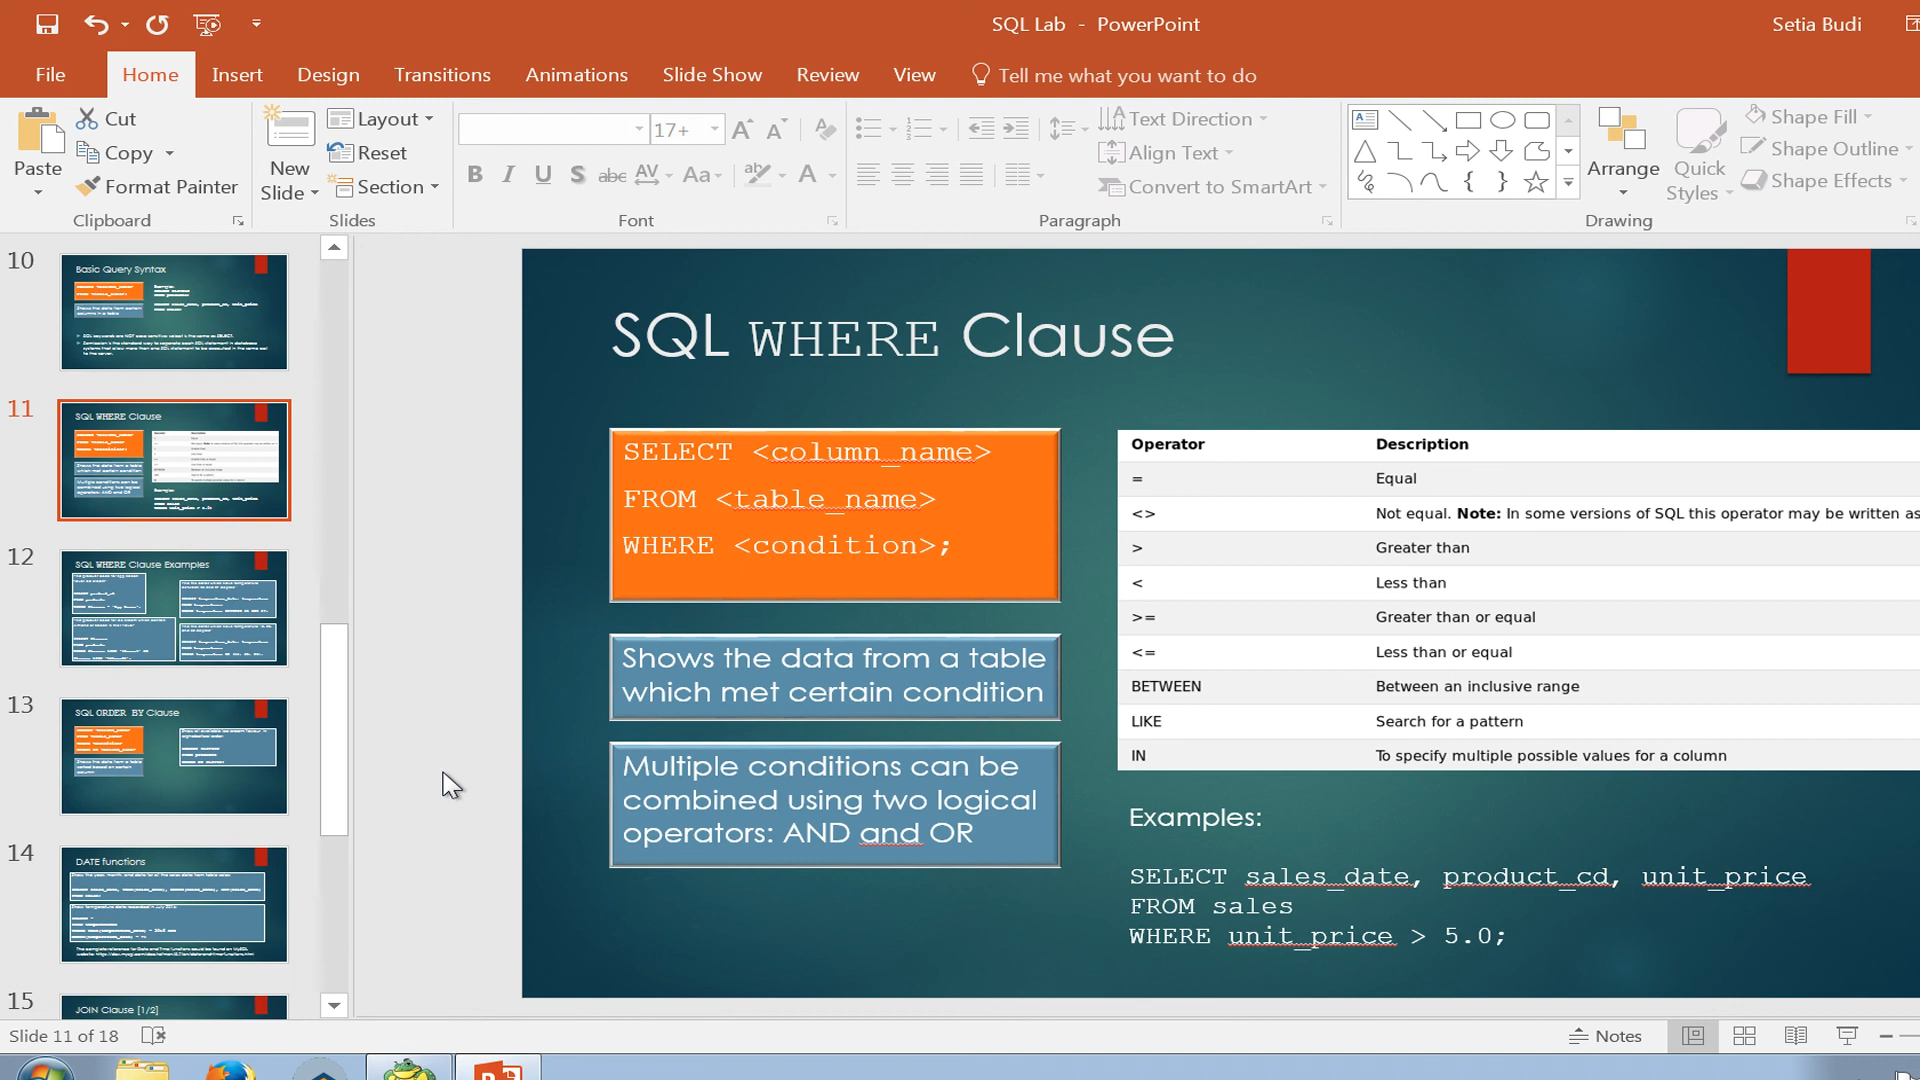 SQL Lab - PowerPoint
Setia Budi
File
Home
Insert
Design
Transitions
Animations
Slide Show
Review
View
Tell me what you want to do
Paste
Cut
Copy
Format Painter
Clipboard
New
Slide
Layout
Reset
Section
Slides
17+
B
I
U
S
abc
AV
Aa
A
Font
Text Direction
Align Text
Convert to SmartArt
Paragraph
Arrange
Quick
Styles
Shape Fill
Shape Outline
Shape Effects
Drawing
10
Basic Query Syntax
11
SQL WHERE Clause
12
SQL WHERE Clause Examples
13
SQL ORDER BY Clause
14
DATE functions
15
JOIN Clause [1/2]
SQL WHERE Clause
SELECT <column_name>
FROM <table_name>
WHERE <condition>;
Shows the data from a table
which met certain condition
Multiple conditions can be
combined using two logical
operators: AND and OR
Operator Description
= Equal
<> Not equal. Note: In some versions of SQL this operator may be written as
> Greater than
< Less than
>= Greater than or equal
<= Less than or equal
BETWEEN Between an inclusive range
LIKE Search for a pattern
IN To specify multiple possible values for a column
Examples:
SELECT sales_date, product_cd, unit_price
FROM sales
WHERE unit_price > 5.0;
Slide 11 of 18
Notes